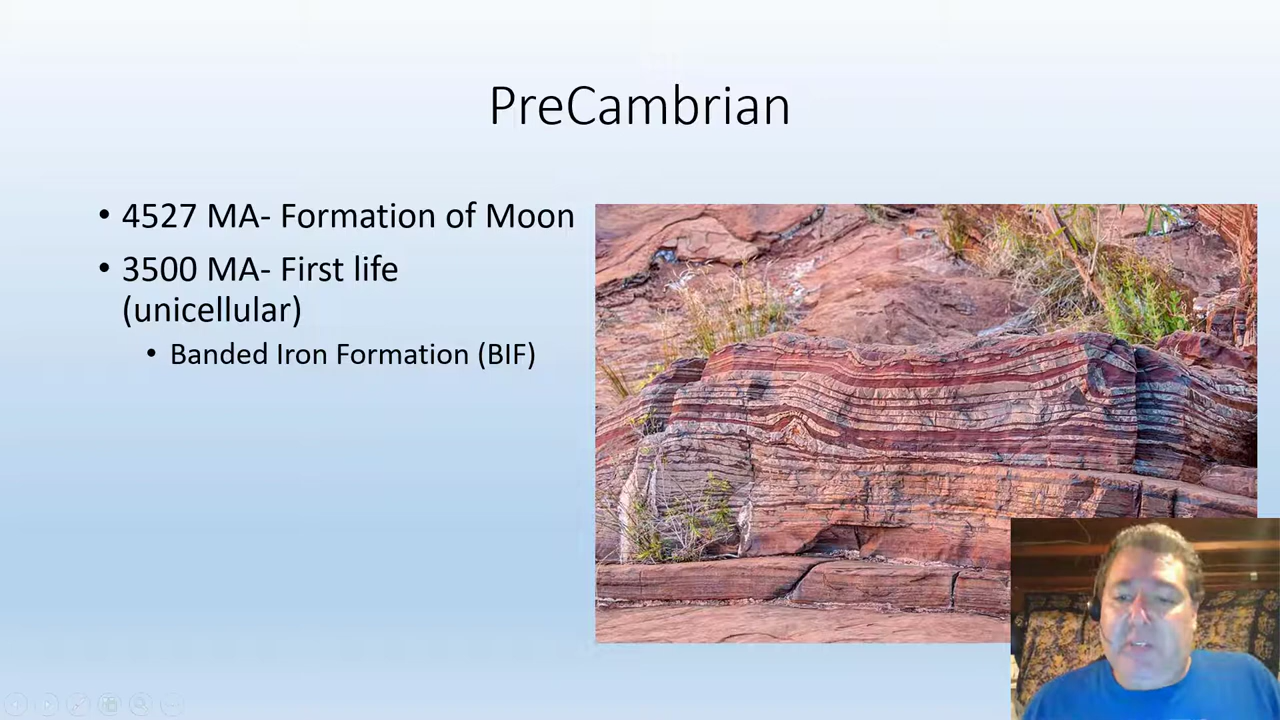 PreCambrian
• 4527 MA- Formation of Moon
• 3500 MA- First life
(unicellular)
• Banded Iron Formation (BIF)